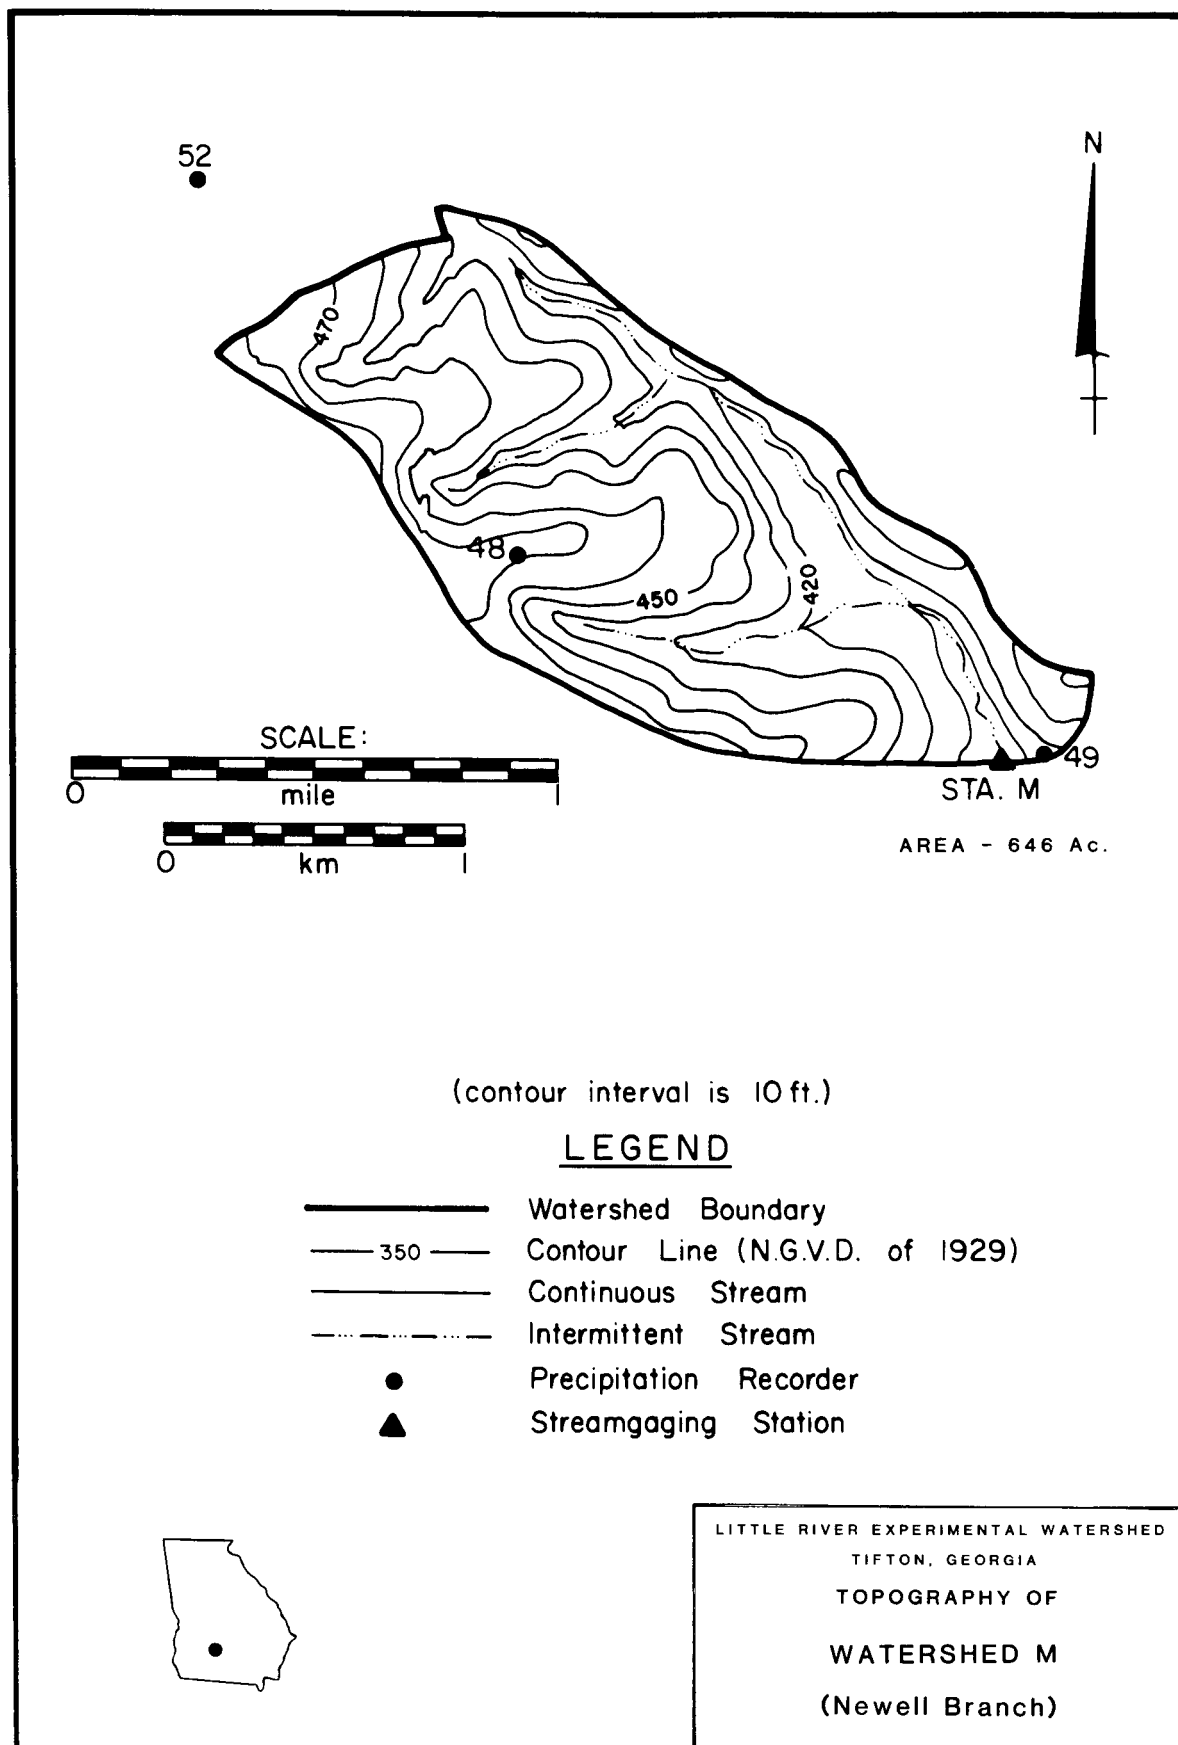 52
N
470
48
450
420
SCALE:
0 mile 1
0 km 1
49
STA. M
AREA - 646 Ac.
(contour interval is 10 ft.)
LEGEND
Watershed Boundary
350 Contour Line (N.G.V.D. of 1929)
Continuous Stream
Intermittent Stream
Precipitation Recorder
Streamgaging Station
LITTLE RIVER EXPERIMENTAL WATERSHED
TIFTON, GEORGIA
TOPOGRAPHY OF
WATERSHED M
(Newell Branch)